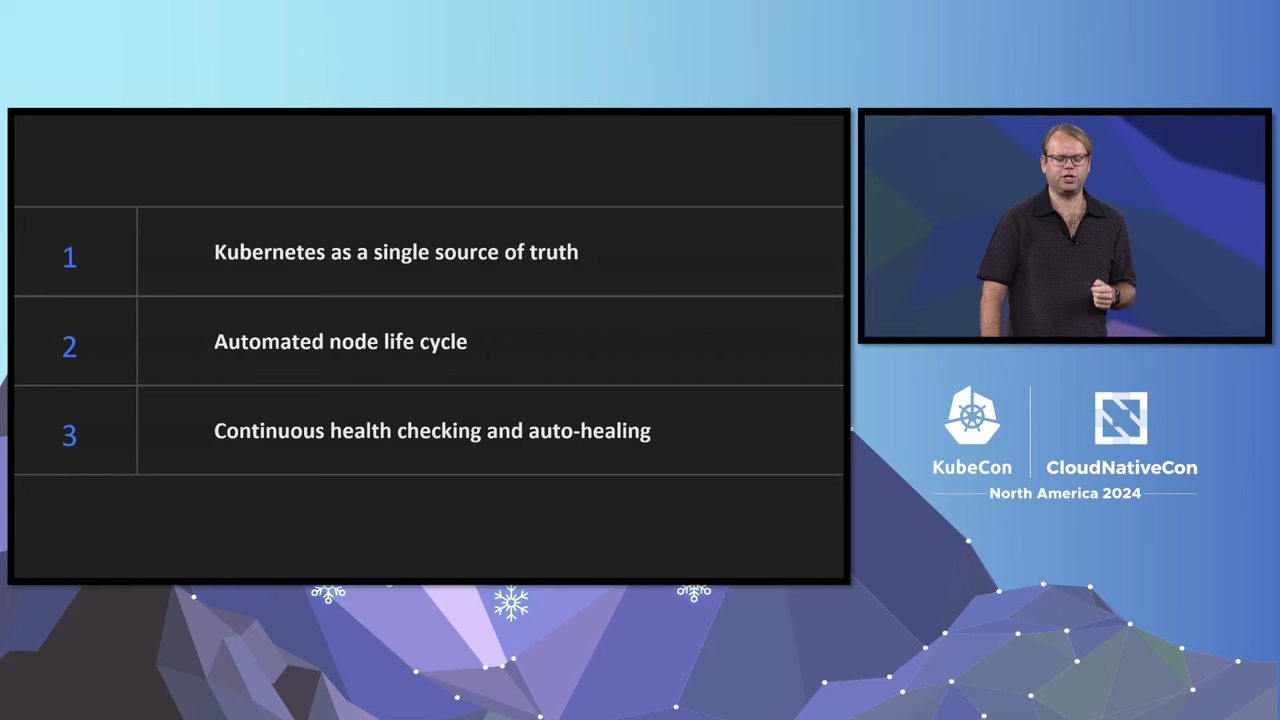 1
Kubernetes as a single source of truth
2
Automated node life cycle
3
Continuous health checking and auto-healing
KubeCon
CloudNativeCon
North America 2024